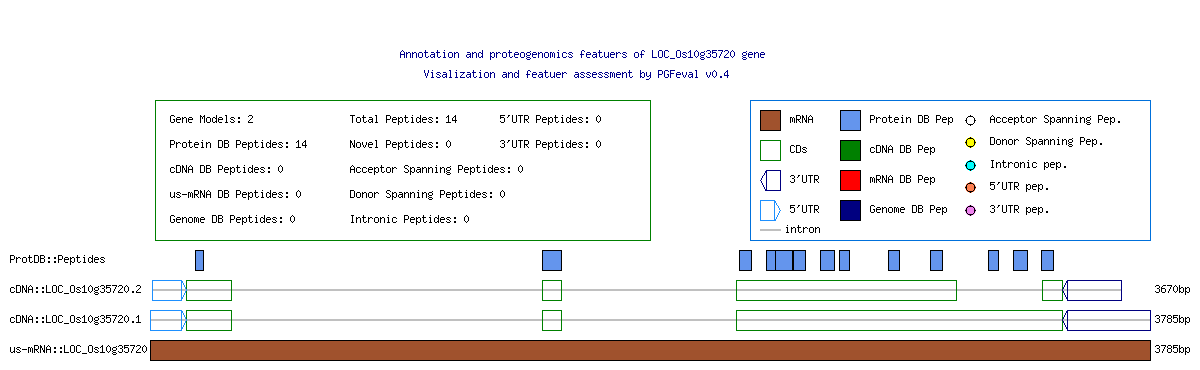 Annotation and proteogenomics featuers of LOC_Os10g35720 gene
Visalization and featuer assessment by PGFeval v0.4
Gene Models: 2 Total Peptides: 14 5'UTR Peptides: 0
Protein DB Peptides: 14 Novel Peptides: 0 3'UTR Peptides: 0
cDNA DB Peptides: 0 Acceptor Spanning Peptides: 0
us-mRNA DB Peptides: 0 Donor Spanning Peptides: 0
Genome DB Peptides: 0 Intronic Peptides: 0
mRNA Protein DB Pep Acceptor Spanning Pep.
CDs cDNA DB Pep Donor Spanning Pep.
3'UTR mRNA DB Pep Intronic pep.
5'UTR Genome DB Pep 5'UTR pep.
intron 3'UTR pep.
ProtDB::Peptides
cDNA::LOC_Os10g35720.2 3670bp
cDNA::LOC_Os10g35720.1 3785bp
us-mRNA::LOC_Os10g35720 3785bp